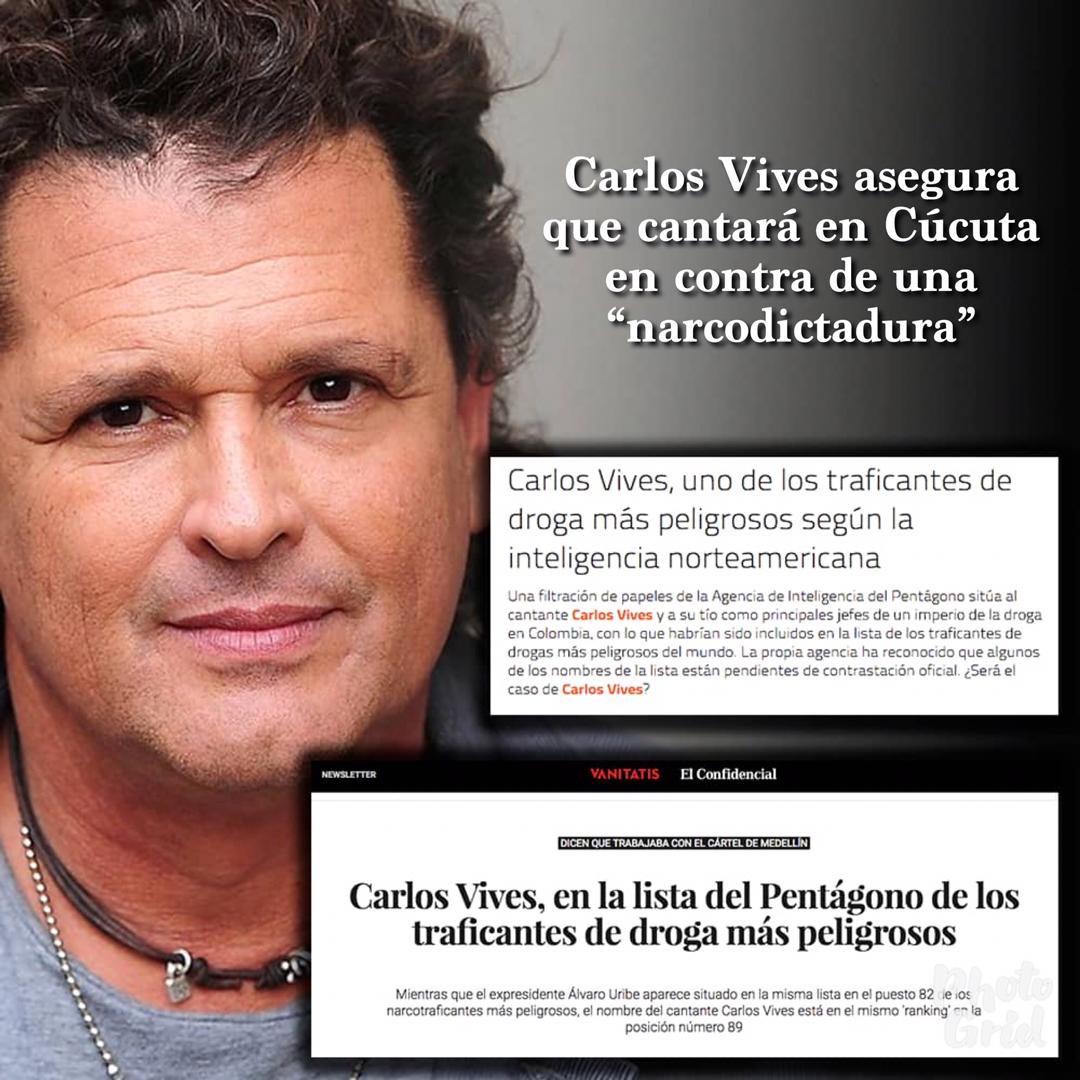 Carlos Vives asegura
que cantará en Cúcuta
en contra de una
“narcodictadura”
Carlos Vives, uno de los traficantes de
droga más peligrosos según la
inteligencia norteamericana
Una filtración de papeles de la Agencia de Inteligencia del Pentágono sitúa al
cantante Carlos Vives y a su tío como principales jefes de un imperio de la droga
en Colombia, con lo que habrían sido incluidos en la lista de los traficantes de
drogas más peligrosos del mundo. La propia agencia ha reconocido que algunos
de los nombres de la lista están pendientes de contrastación oficial. ¿Será el
caso de Carlos Vives?
NEWSLETTER
VANITATIS El Confidencial
DICEN QUE TRABAJABA CON EL CÁRTEL DE MEDELLÍN
Carlos Vives, en la lista del Pentágono de los
traficantes de droga más peligrosos
Mientras que el expresidente Álvaro Uribe aparece situado en la misma lista en el puesto 82 de los
narcotraficantes más peligrosos, el nombre del cantante Carlos Vives está en el mismo 'ranking' en la
posición número 89
Photo
Grid